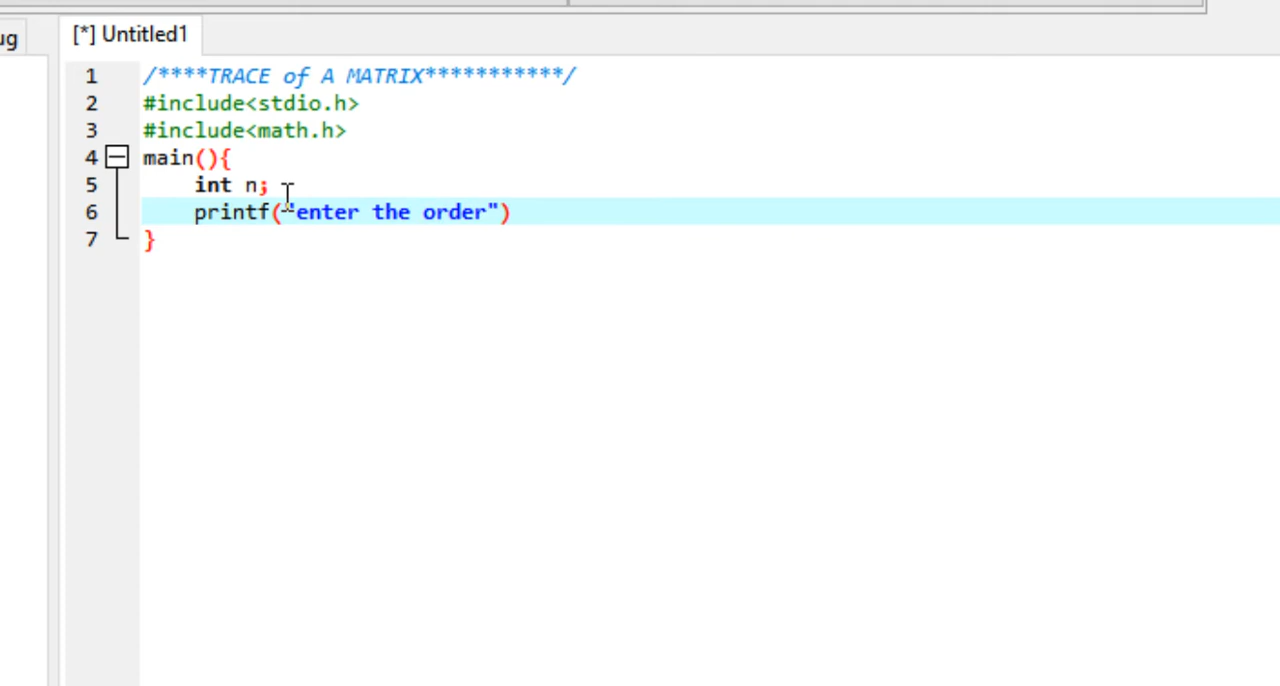 ug
[*] Untitled1
1 /****TRACE of A MATRIX***********/
2 #include<stdio.h>
3 #include<math.h>
4 main(){
5 int n;
6 printf("enter the order")
7 }